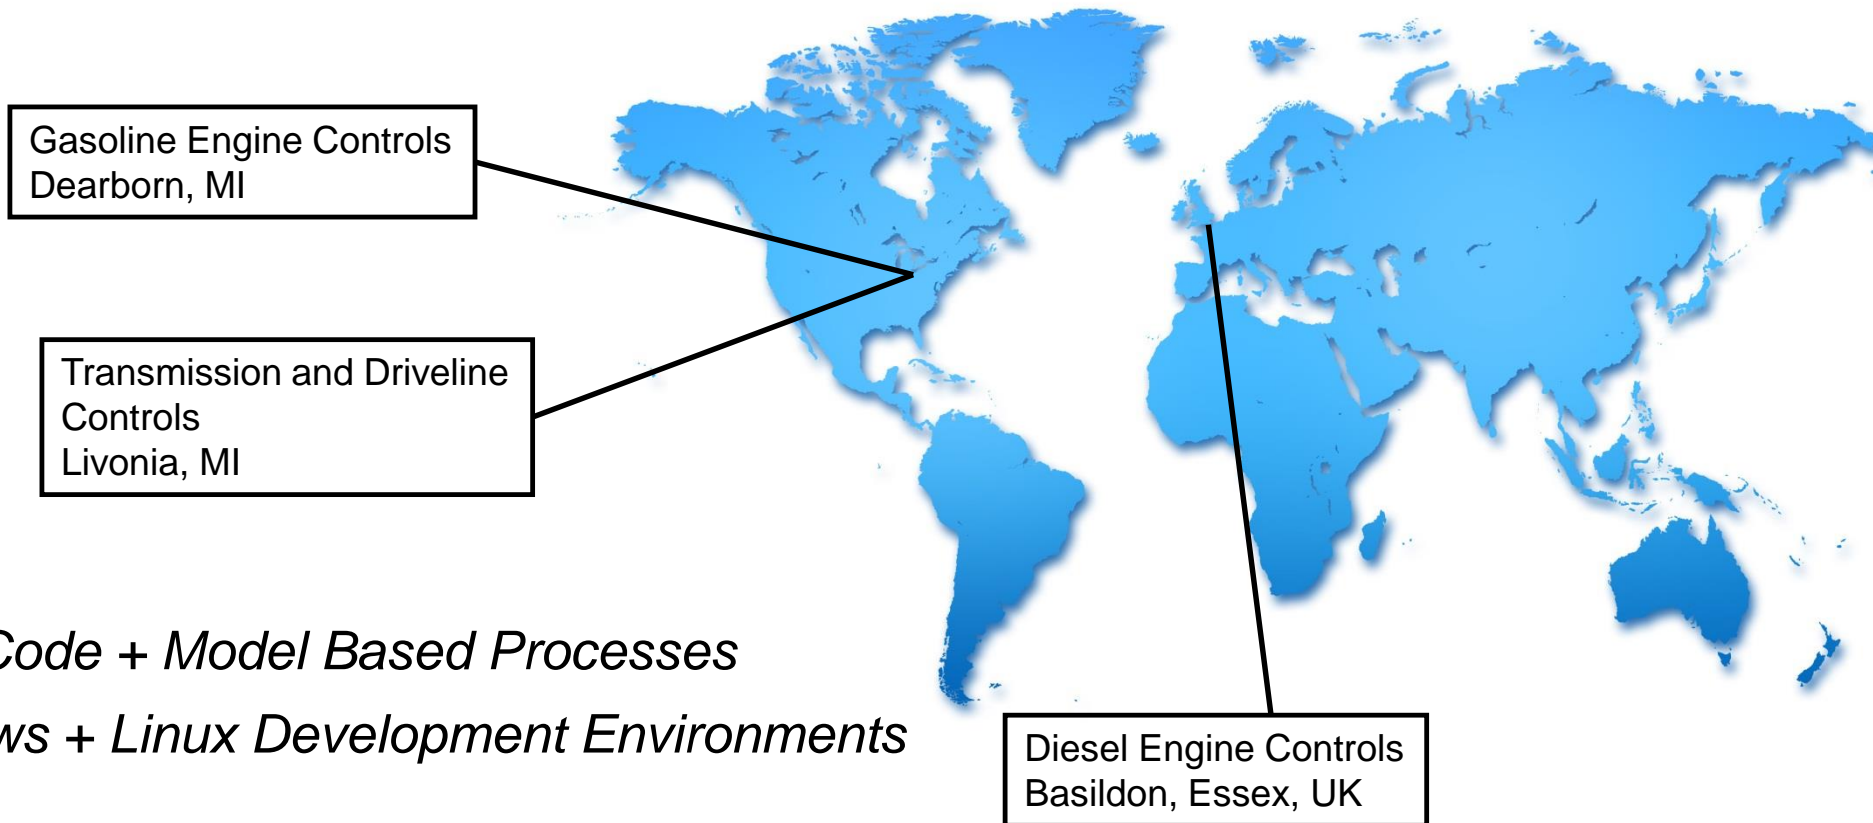 Gasoline Engine Controls
Dearborn, MI
Transmission and Driveline
Controls
Livonia, MI
Code + Model Based Processes
ws + Linux Development Environments
Diesel Engine Controls
Basildon, Essex, UK